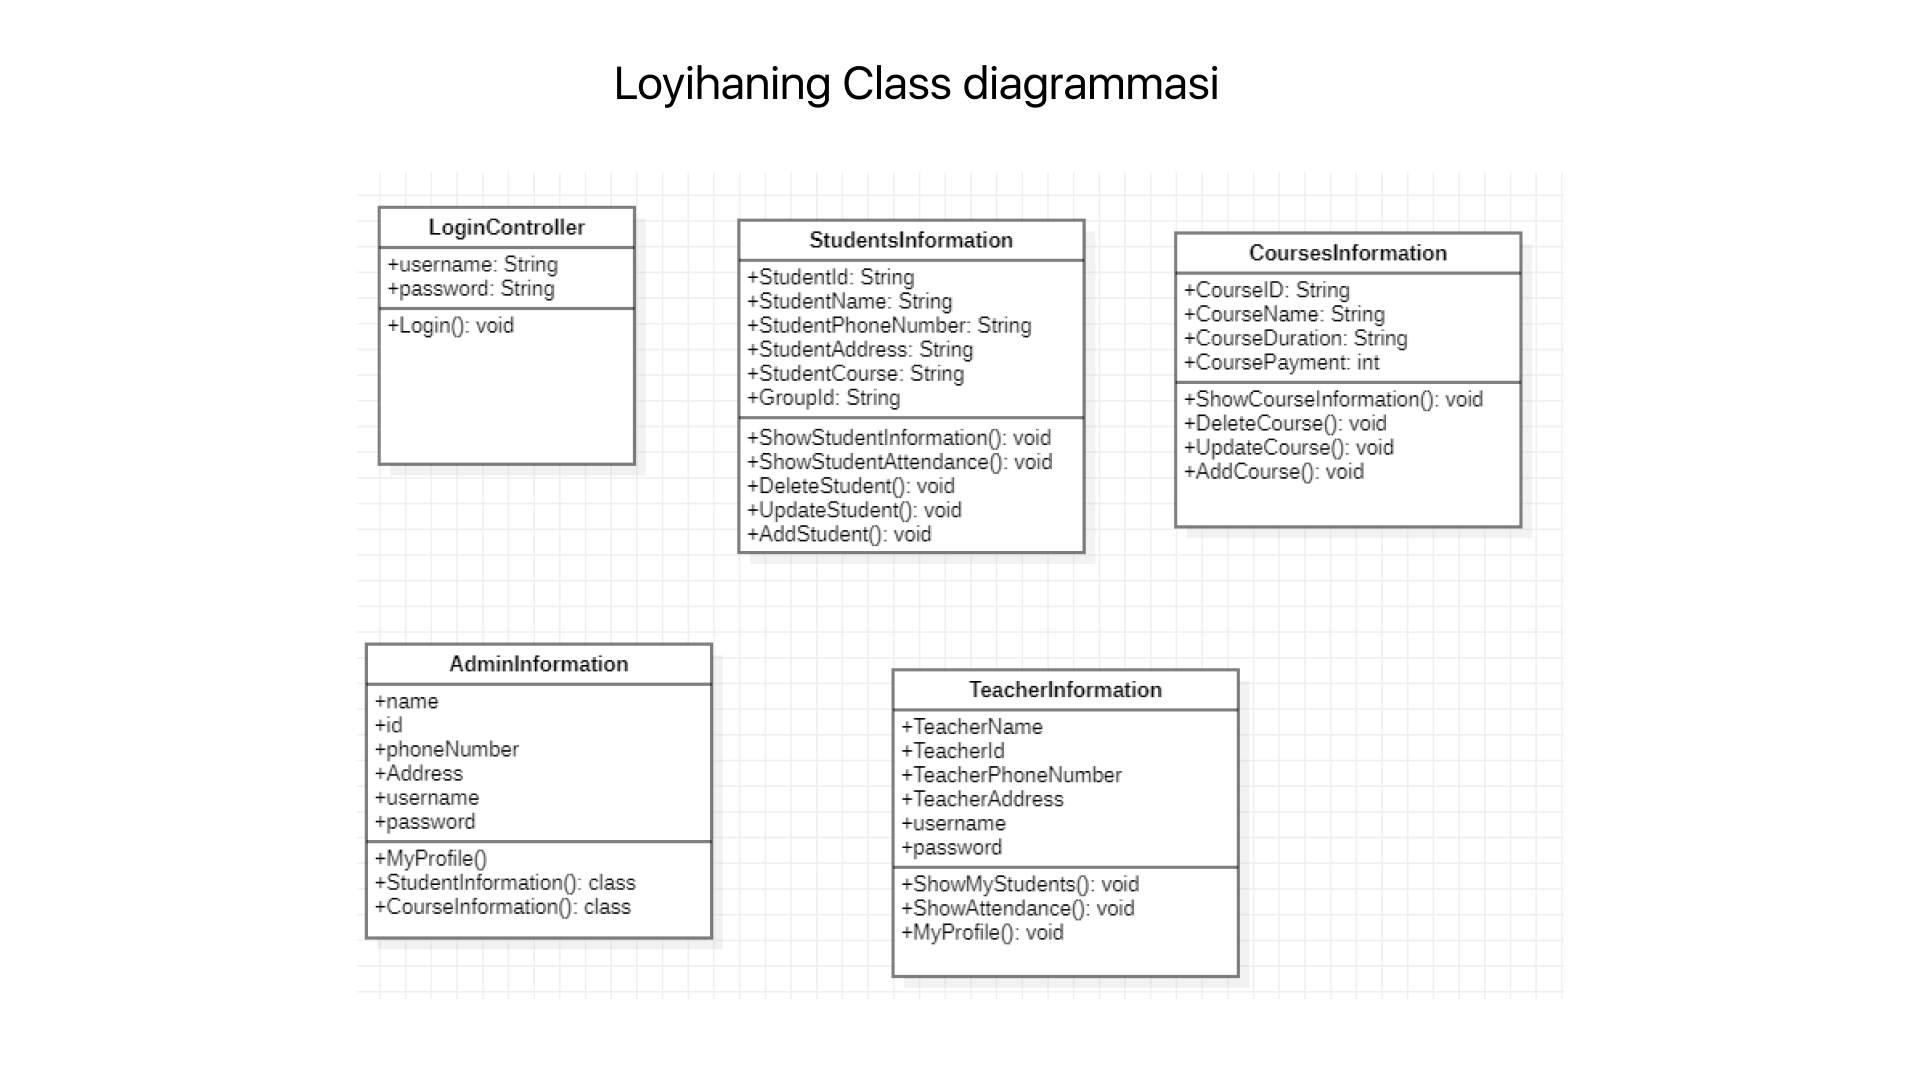 Loyihaning Class diagrammasi
LoginController
+username: String
+password: String
+Login(): void
StudentsInformation
+StudentId: String
+StudentName: String
+StudentPhoneNumber: String
+StudentAddress: String
+StudentCourse: String
+GroupId: String
+ShowStudentInformation(): void
+ShowStudentAttendance(): void
+DeleteStudent(): void
+UpdateStudent(): void
+AddStudent(): void
CoursesInformation
+CourseID: String
+CourseName: String
+CourseDuration: String
+CoursePayment: int
+ShowCourseInformation(): void
+DeleteCourse(): void
+UpdateCourse(): void
+AddCourse(): void
AdminInformation
+name
+id
+phoneNumber
+Address
+username
+password
+MyProfile()
+StudentInformation(): class
+CourseInformation(): class
TeacherInformation
+TeacherName
+TeacherId
+TeacherPhoneNumber
+TeacherAddress
+username
+password
+ShowMyStudents(): void
+ShowAttendance(): void
+MyProfile(): void